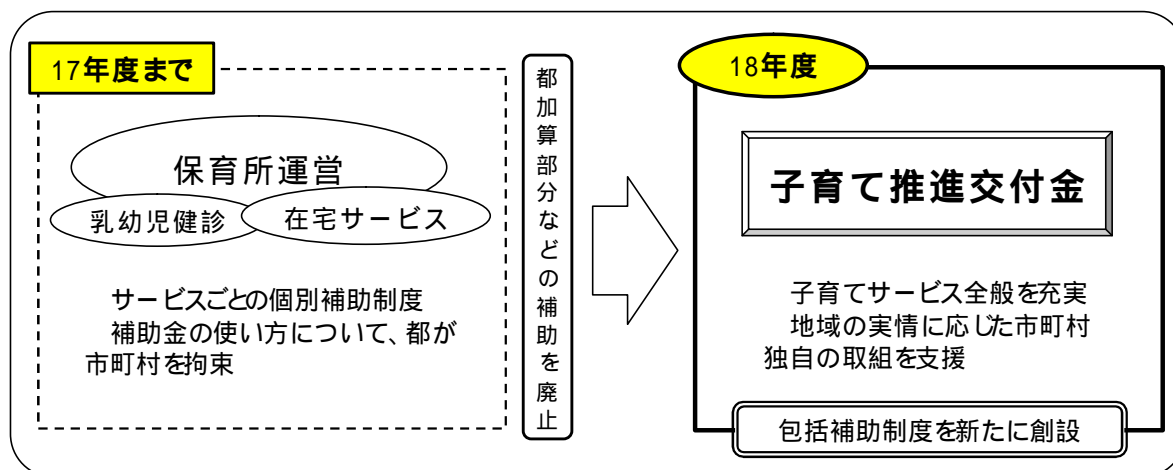 17年度まで
保育所運営
乳幼児健診
在宅サービス
サービスごとの個別補助制度
補助金の使い方について、都が
市町村を拘束
都加算部分などの補助を廃止
18年度
子育て推進交付金
子育てサービス全般を充実
地域の実情に応じた市町村
独自の取組を支援
包括補助制度を新たに創設